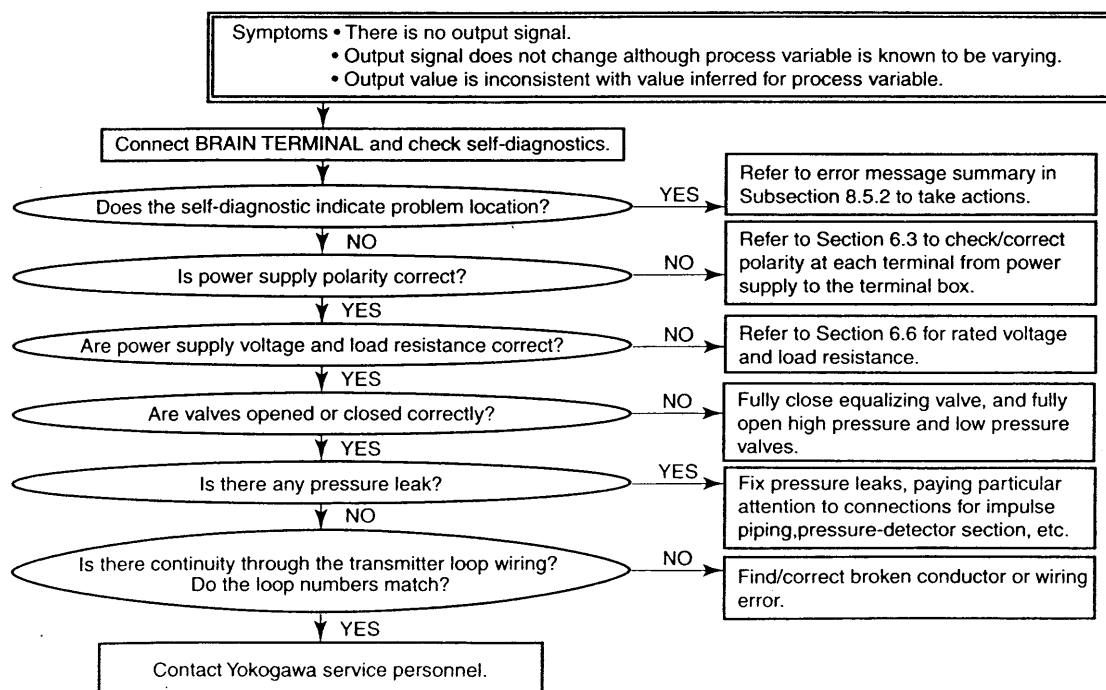 Symptoms • There is no output signal.
• Output signal does not change although process variable is known to be varying.
• Output value is inconsistent with value inferred for process variable.
Connect BRAIN TERMINAL and check self-diagnostics.
Does the self-diagnostic indicate problem location?
YES
Refer to error message summary in
Subsection 8.5.2 to take actions.
NO
Is power supply polarity correct?
NO
Refer to Section 6.3 to check/correct
polarity at each terminal from power
supply to the terminal box.
YES
Are power supply voltage and load resistance correct?
NO
Refer to Section 6.6 for rated voltage
and load resistance.
YES
Are valves opened or closed correctly?
NO
Fully close equalizing valve, and fully
open high pressure and low pressure
valves.
YES
Is there any pressure leak?
YES
Fix pressure leaks, paying particular
attention to connections for impulse
piping,pressure-detector section, etc.
NO
Is there continuity through the transmitter loop wiring?
Do the loop numbers match?
NO
Find/correct broken conductor or wiring
error.
YES
Contact Yokogawa service personnel.